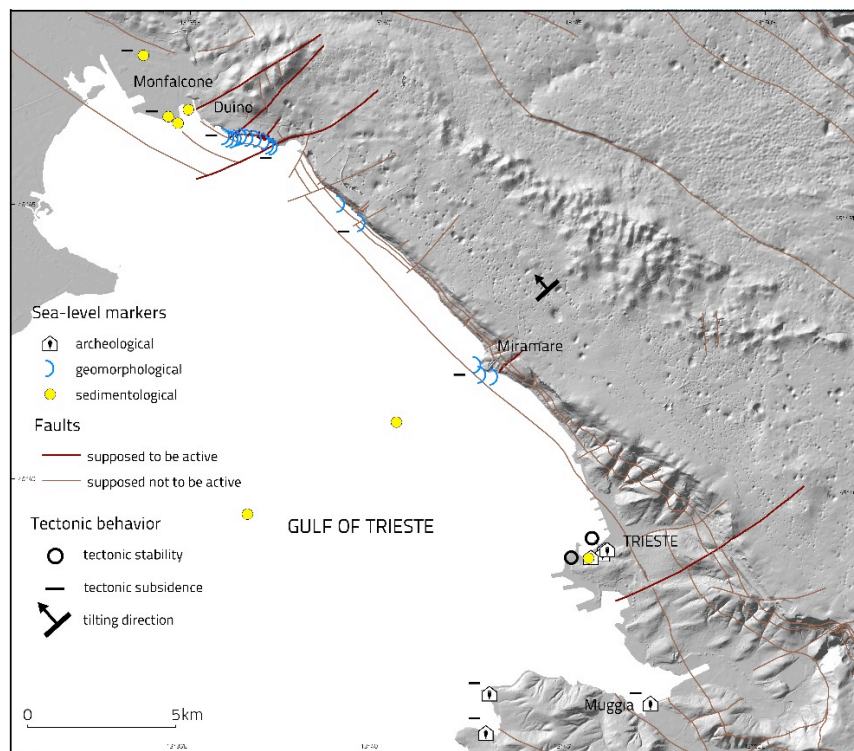 Monfalcone
Duino
Sea-level markers
archeological
geomorphological
sedimentological
Faults
supposed to be active
supposed not to be active
Tectonic behavior
tectonic stability
tectonic subsidence
tilting direction
Miramare
GULF OF TRIESTE
TRIESTE
Muggia
0 5km